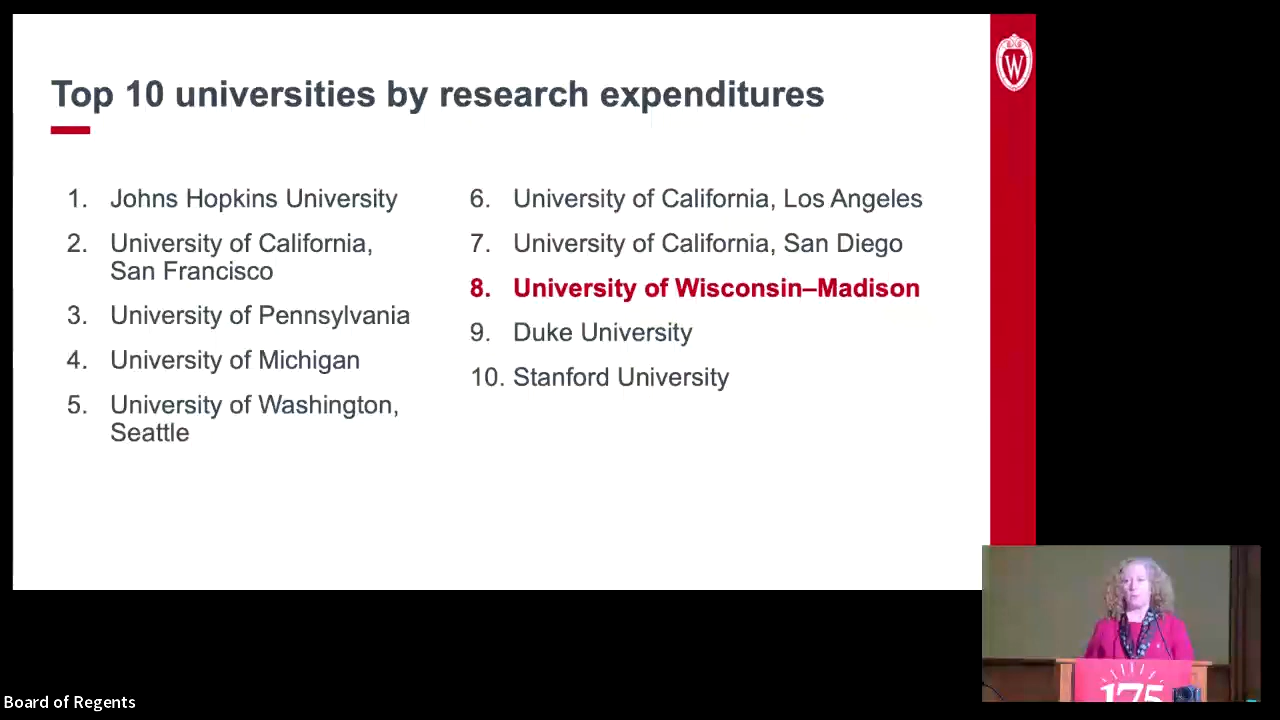 Top 10 universities by research expenditures
W
1. Johns Hopkins University
2. University of California,
San Francisco
3. University of Pennsylvania
4. University of Michigan
5. University of Washington,
Seattle
6. University of California, Los Angeles
7. University of California, San Diego
8. University of Wisconsin–Madison
9. Duke University
10. Stanford University
175
Board of Regents